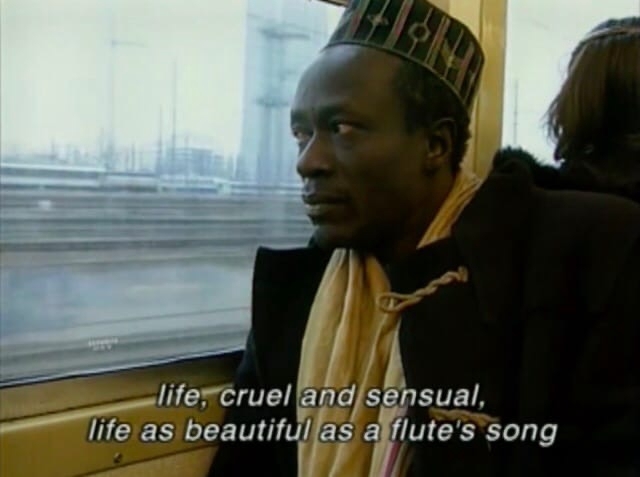 life, cruel and sensual,
life as beautiful as a flute's song